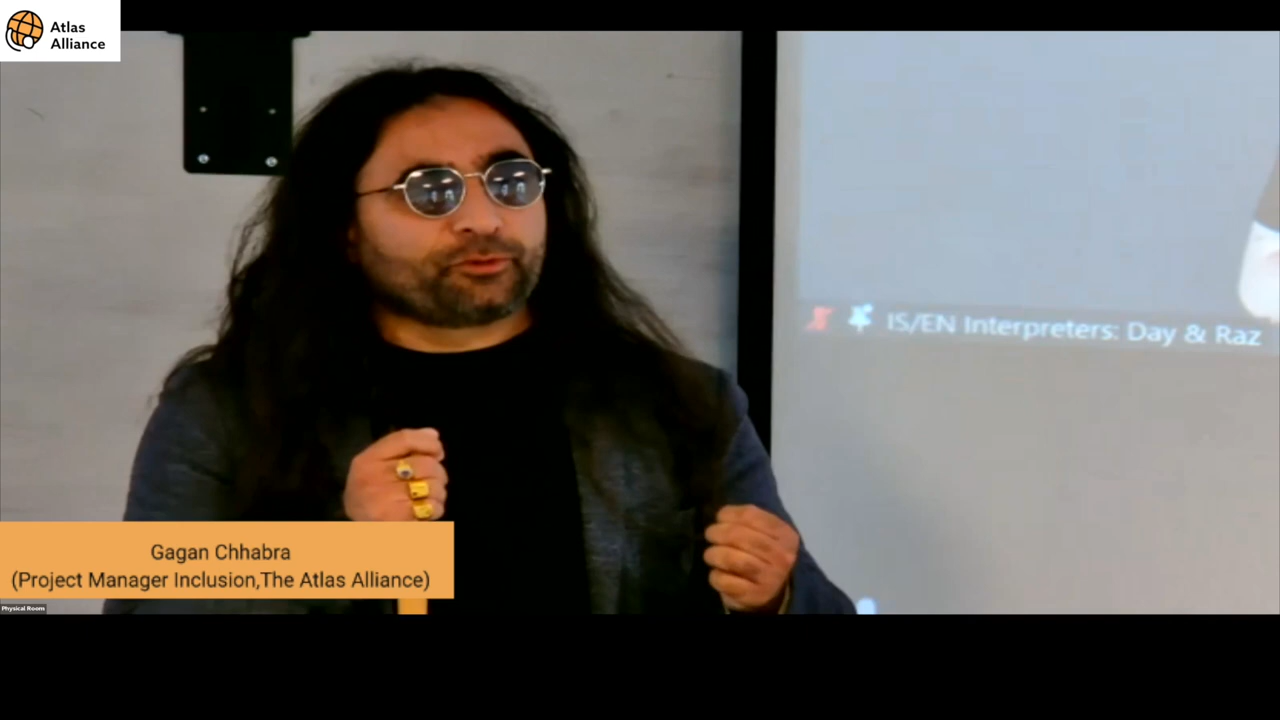 Atlas
Alliance
IS/EN Interpreters: Day & Raz
Gagan Chhabra
(Project Manager Inclusion,The Atlas Alliance)
Physical Room